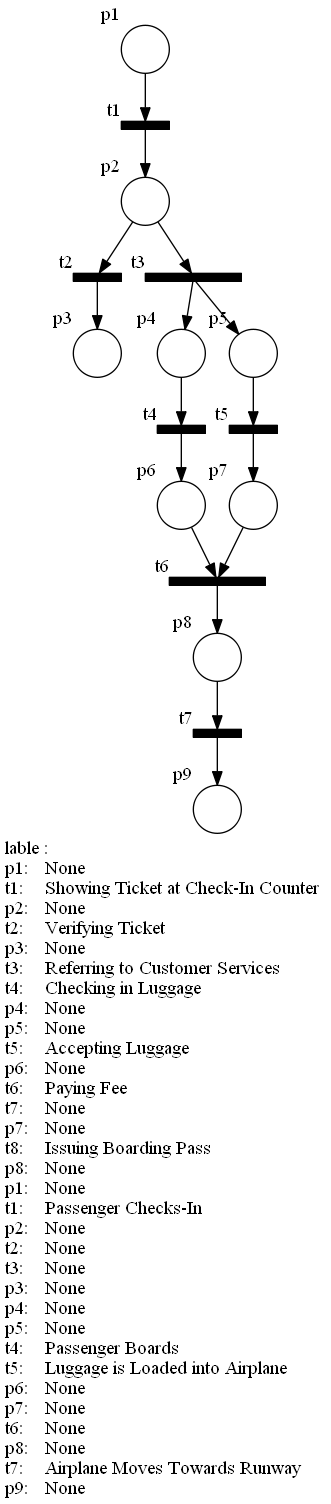 p1
t1
p2
t2 t3
p3 p4 p5
t4 t5
p6 p7
t6
p8
t7
p9
lable :
p1: None
t1: Showing Ticket at Check-In Counter
p2: None
t2: Verifying Ticket
p3: None
t3: Referring to Customer Services
t4: Checking in Luggage
p4: None
p5: None
t5: Accepting Luggage
p6: None
t6: Paying Fee
t7: None
p7: None
t8: Issuing Boarding Pass
p8: None
p1: None
t1: Passenger Checks-In
p2: None
t2: None
t3: None
p3: None
p4: None
p5: None
t4: Passenger Boards
t5: Luggage is Loaded into Airplane
p6: None
p7: None
t6: None
p8: None
t7: Airplane Moves Towards Runway
p9: None